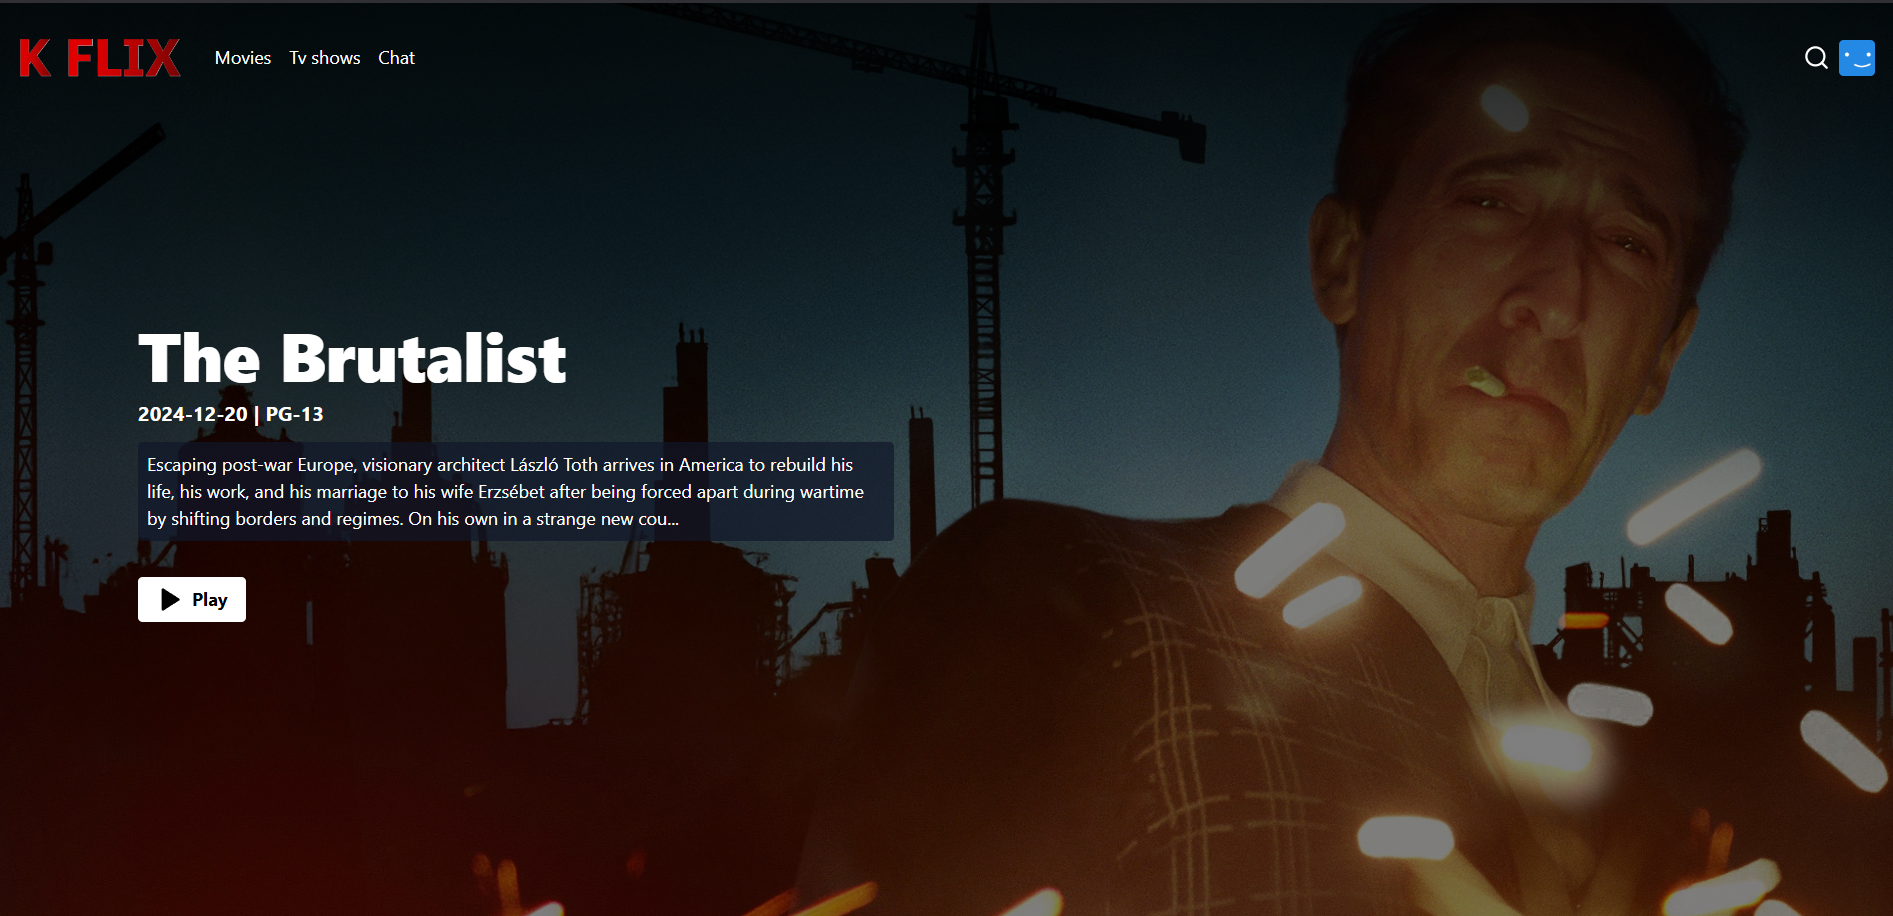 K FLIX
Movies
Tv shows
Chat
The Brutalist
2024-12-20 | PG-13
Escaping post-war Europe, visionary architect László Toth arrives in America to rebuild his
life, his work, and his marriage to his wife Erzsébet after being forced apart during wartime
by shifting borders and regimes. On his own in a strange new cou...
Play